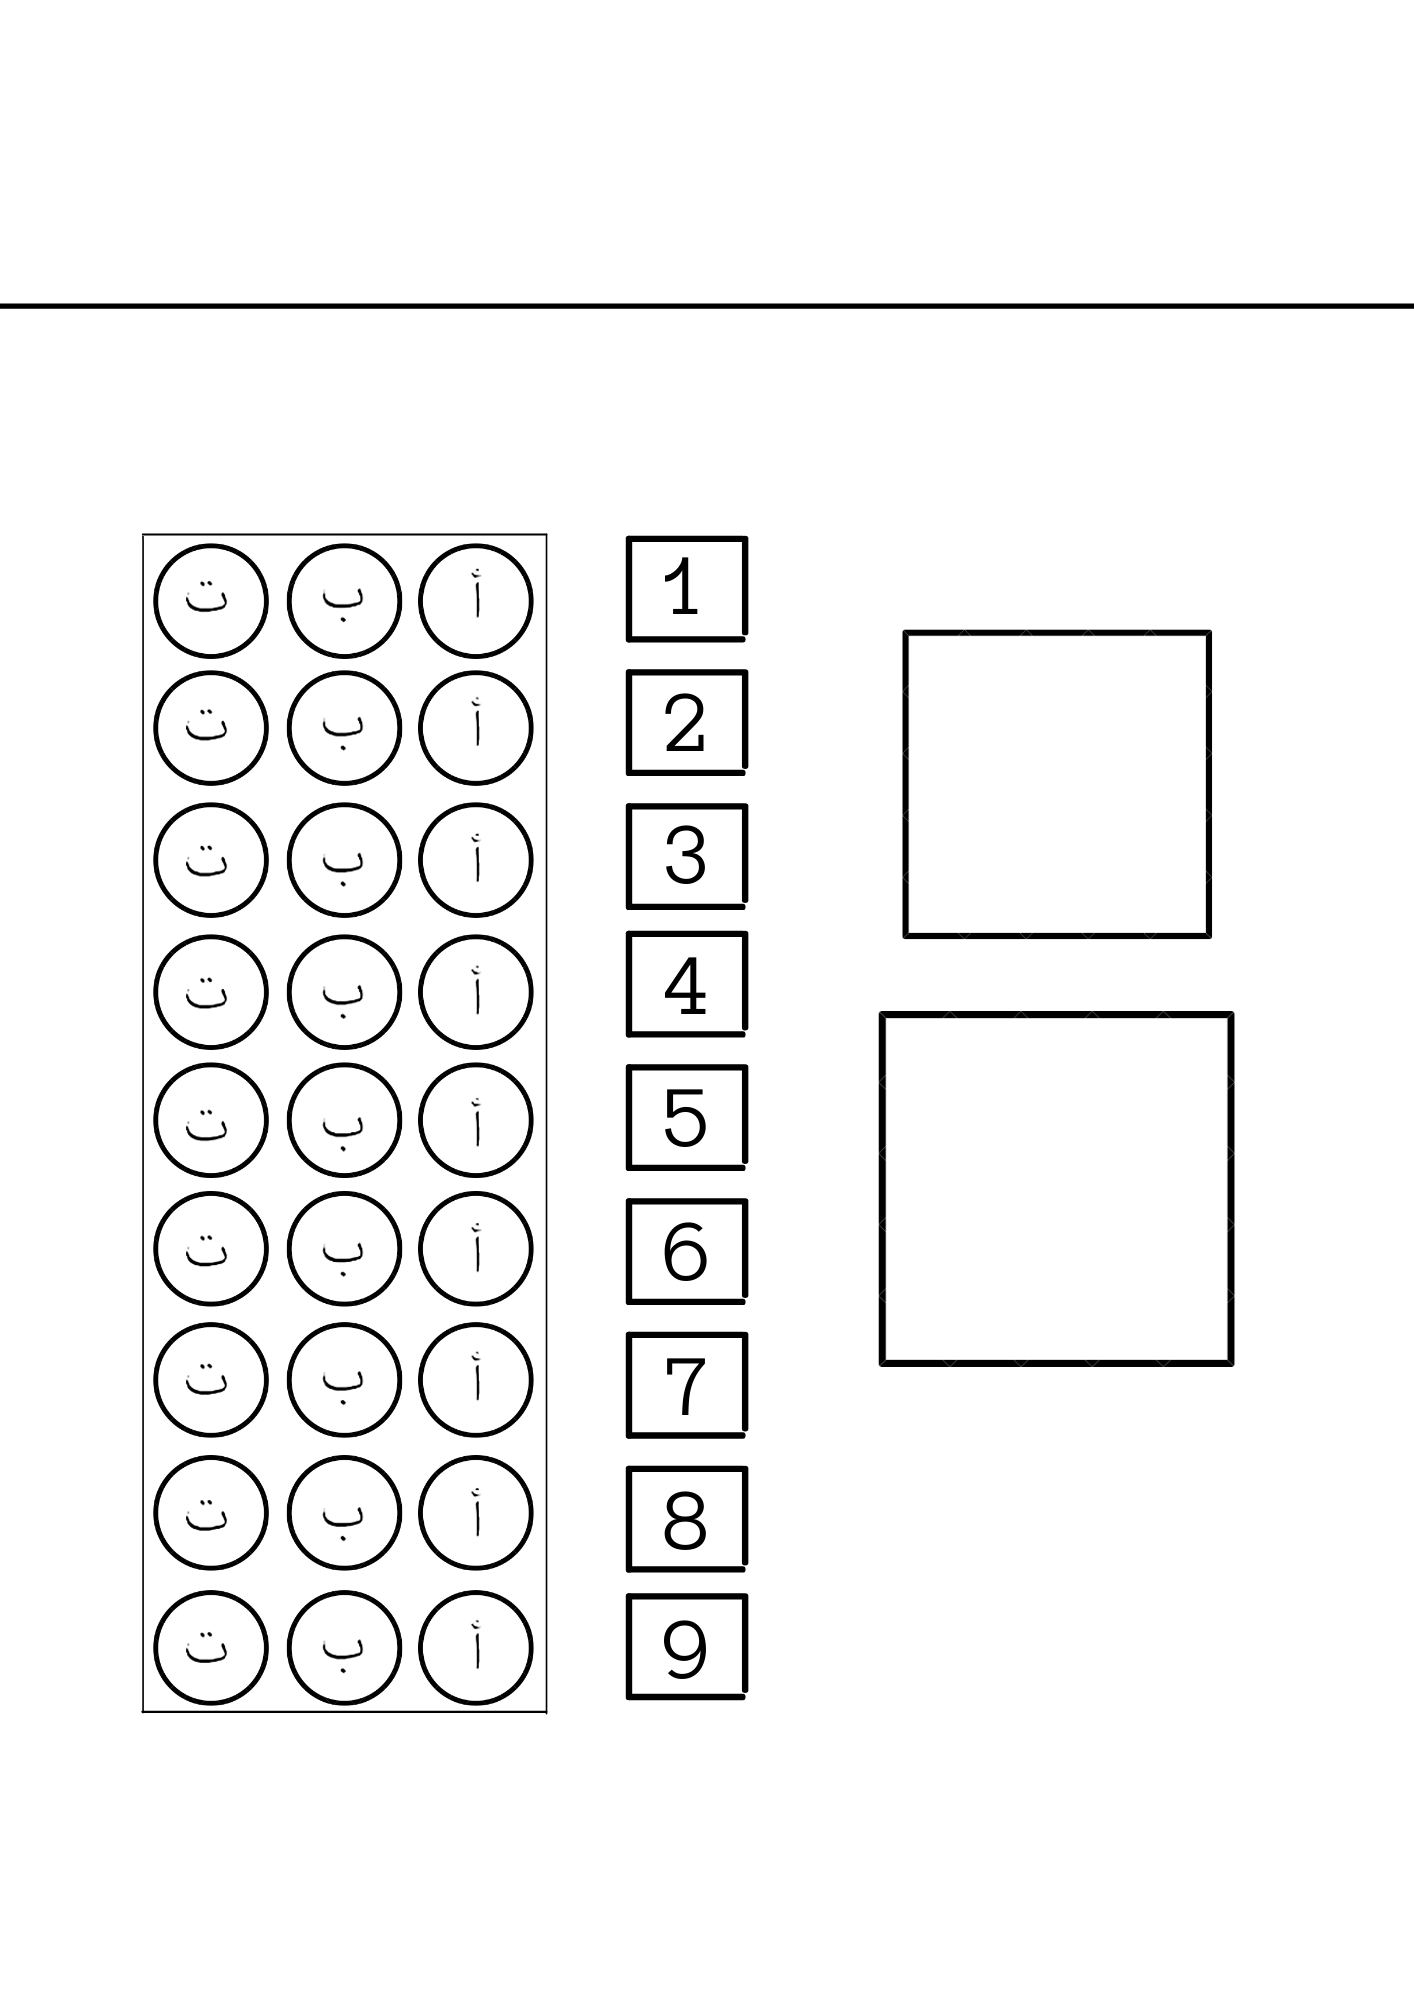 1 أ ب ت
2 أ ب ت
3 أ ب ت
4 أ ب ت
5 أ ب ت
6 أ ب ت
7 أ ب ت
8 أ ب ت
9 أ ب ت